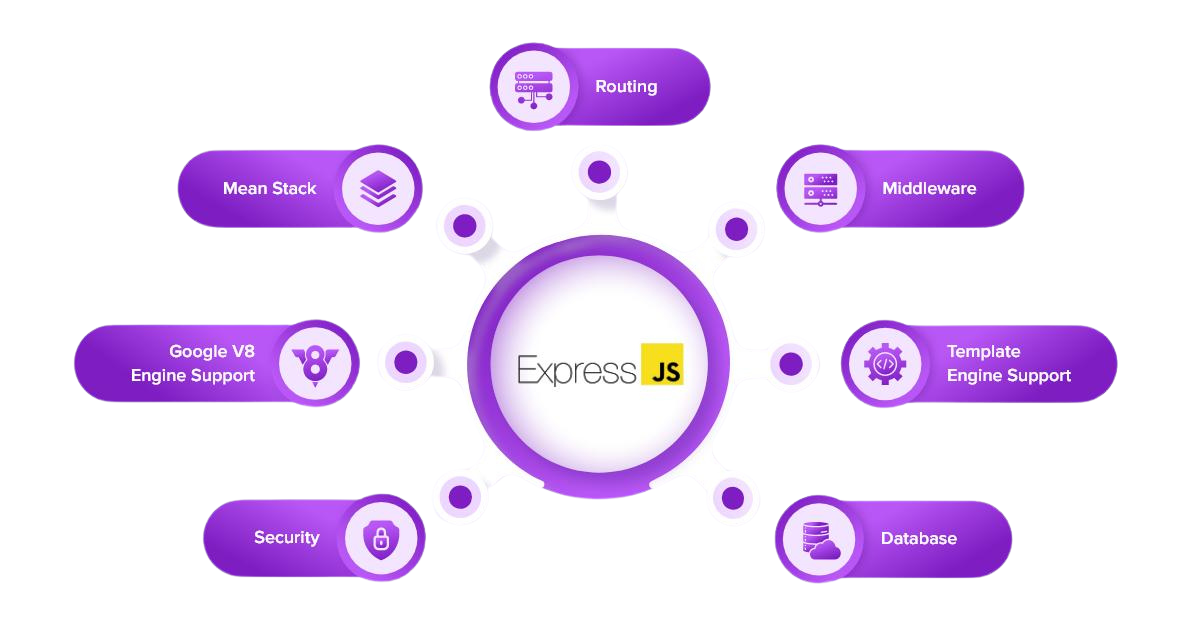 Routing
Mean Stack
Middleware
Google V8
Engine Support
Express JS
Template
Engine Support
Security
Database